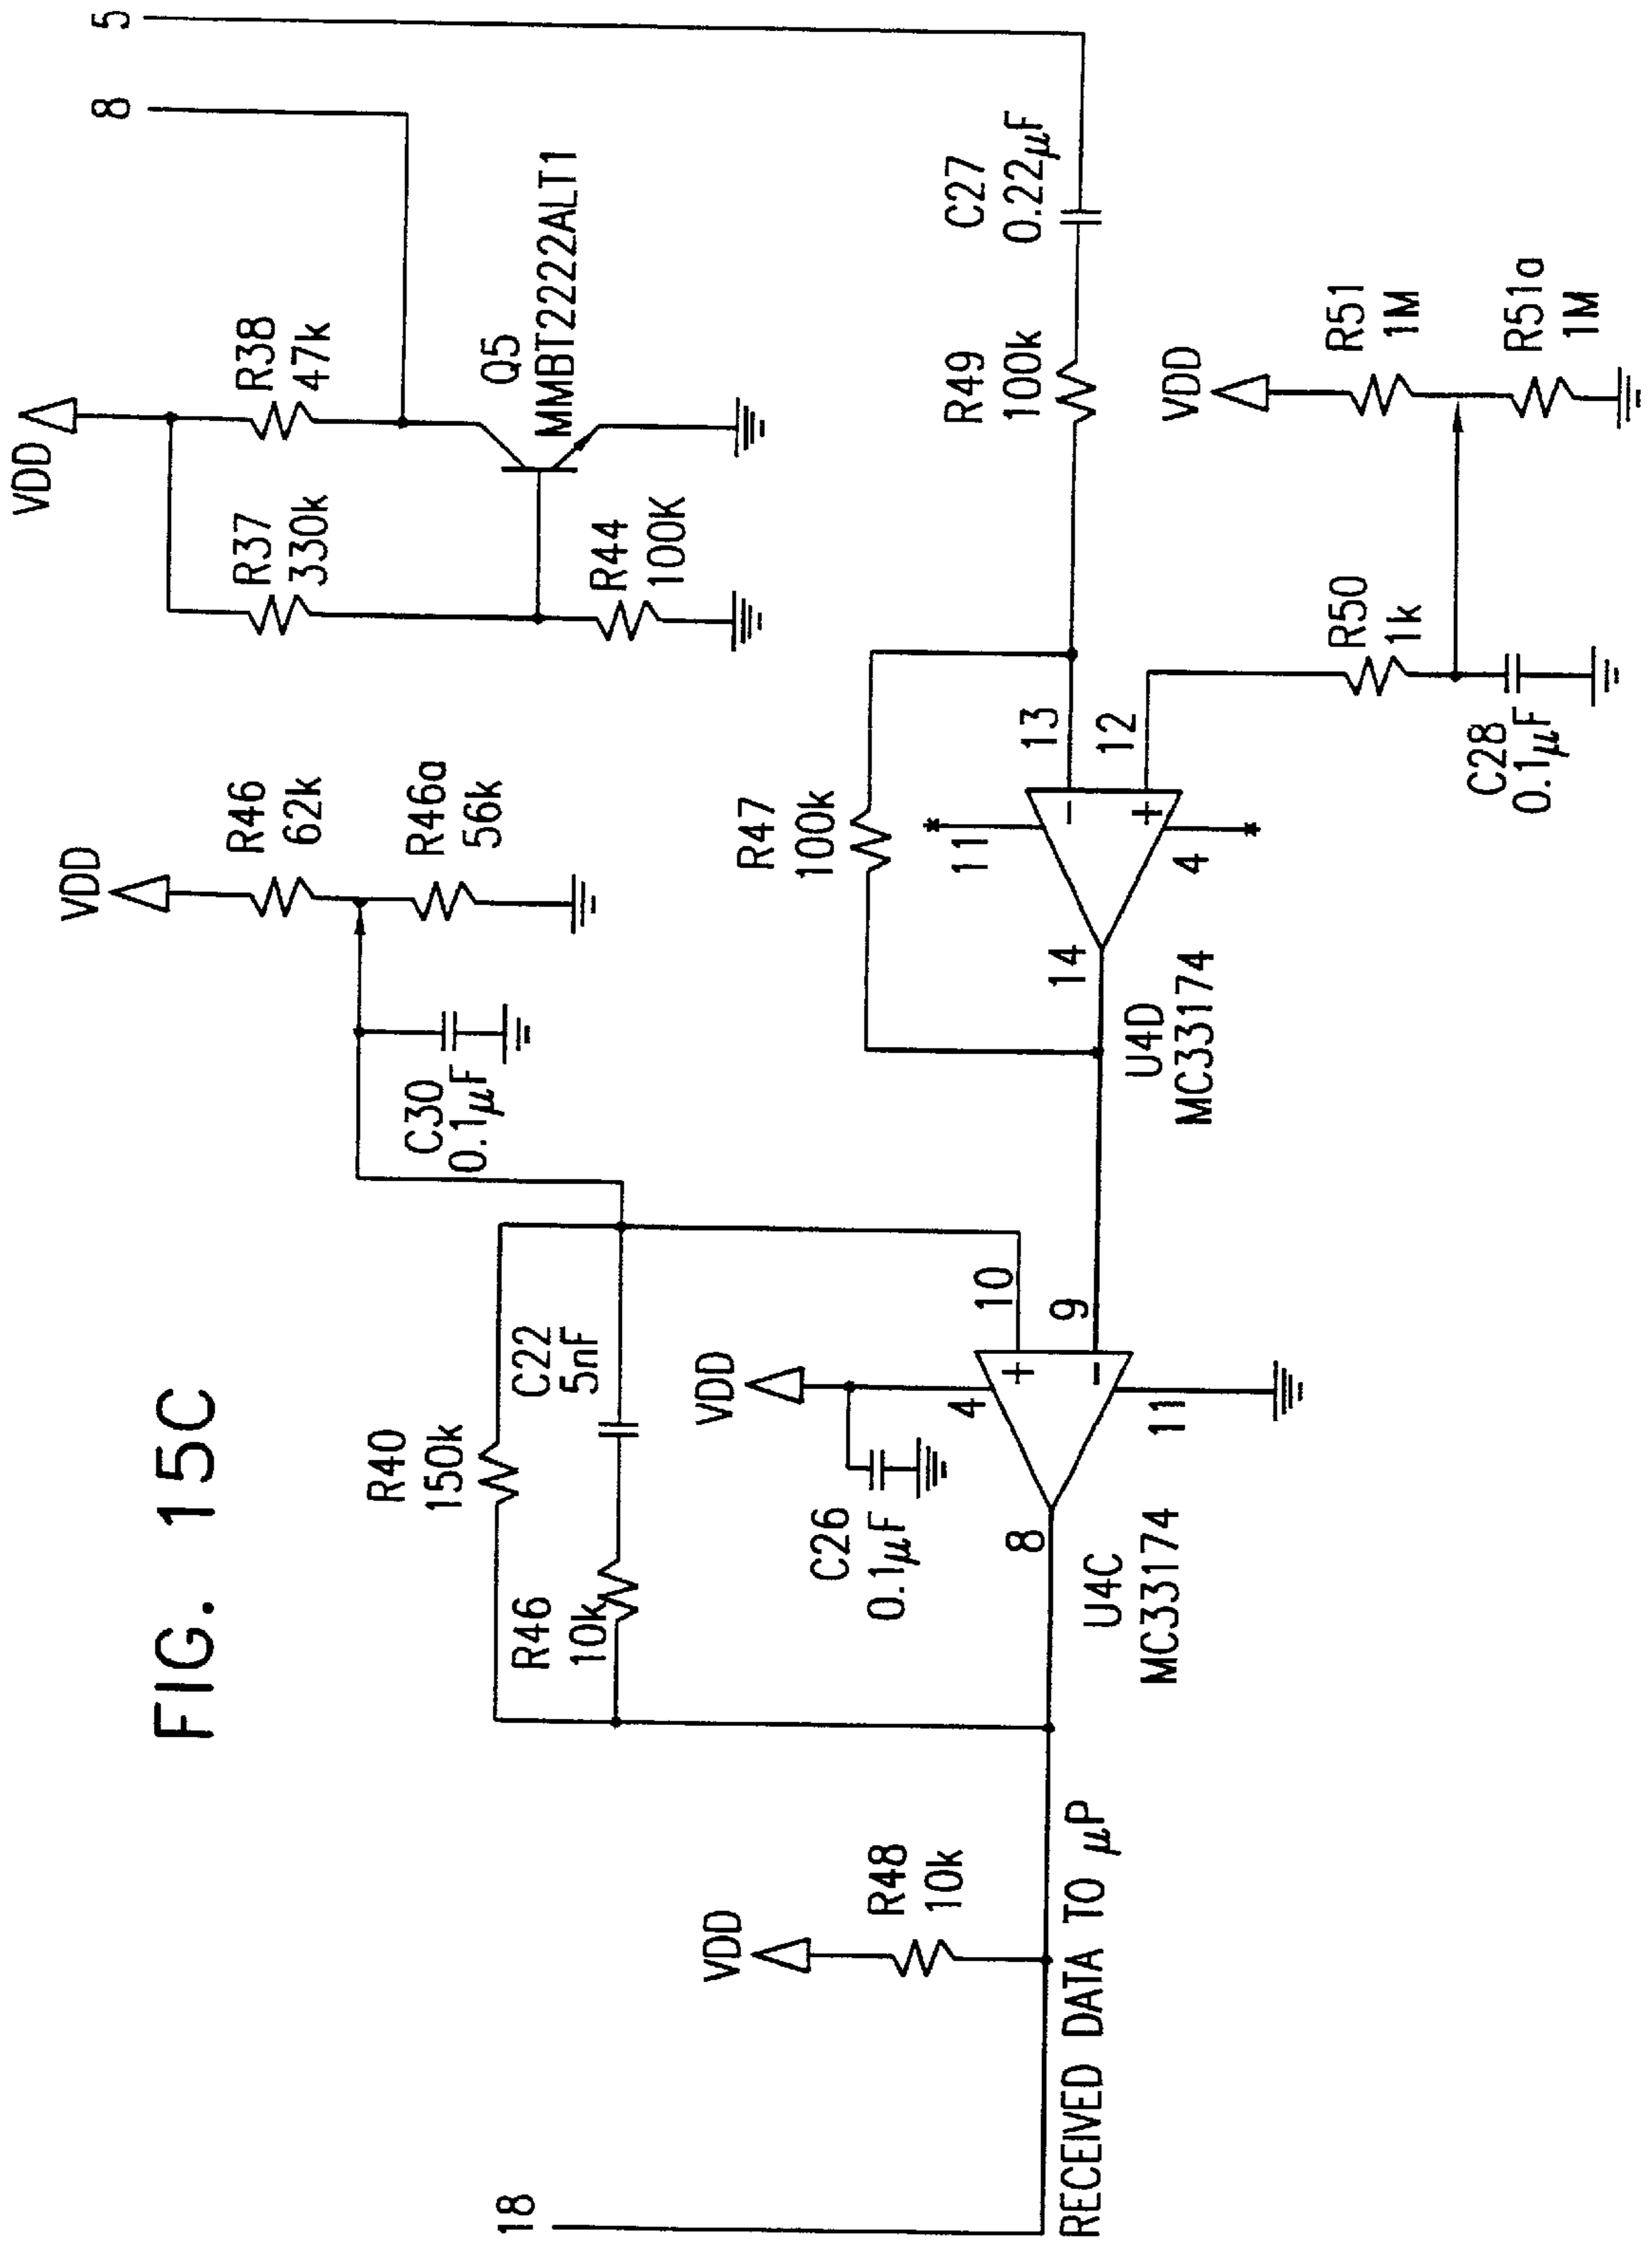 FIG. 15C
18
RECEIVED DATA TO μP
VDD
R48
10k
R40
150k
R46
10k
C22
5nF
VDD
C26
0.1μF
4
10
9
8
11
U4C
MC33174
C30
0.1μF
VDD
R46
62k
R46a
56k
R47
100k
11
13
12
4
14
U4D
MC33174
VDD
R37
330k
R38
47k
R44
100K
Q5
MMBT2222ALT1
8
5
R49
100k
C27
0.22μF
R50
1k
C28
0.1μF
VDD
R51
1M
R51a
1M